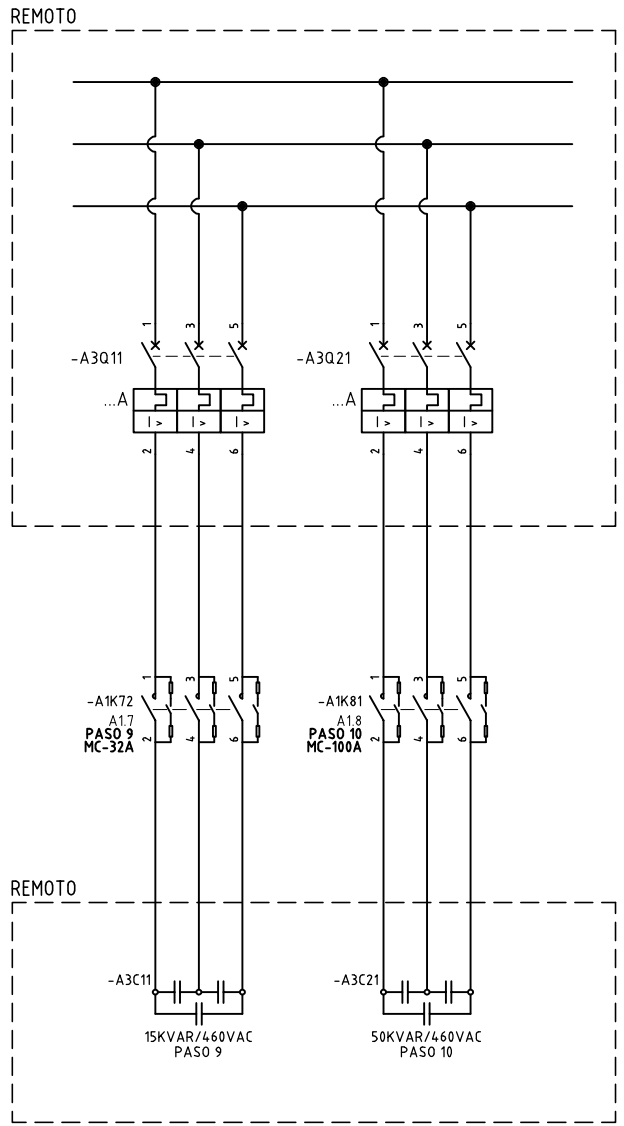 REMOTO
1 3 5 1 3 5
-A3Q11 -A3Q21
...A ...A
I > I > I > I > I > I >
2 4 6 2 4 6
1 3 5 1 3 5
-A1K72 -A1K81
A1.7 A1.8
PASO 9 2 4 6 PASO 10 2 4 6
MC-32A MC-100A
REMOTO
-A3C11 -A3C21
15KVAR/460VAC 50KVAR/460VAC
PASO 9 PASO 10